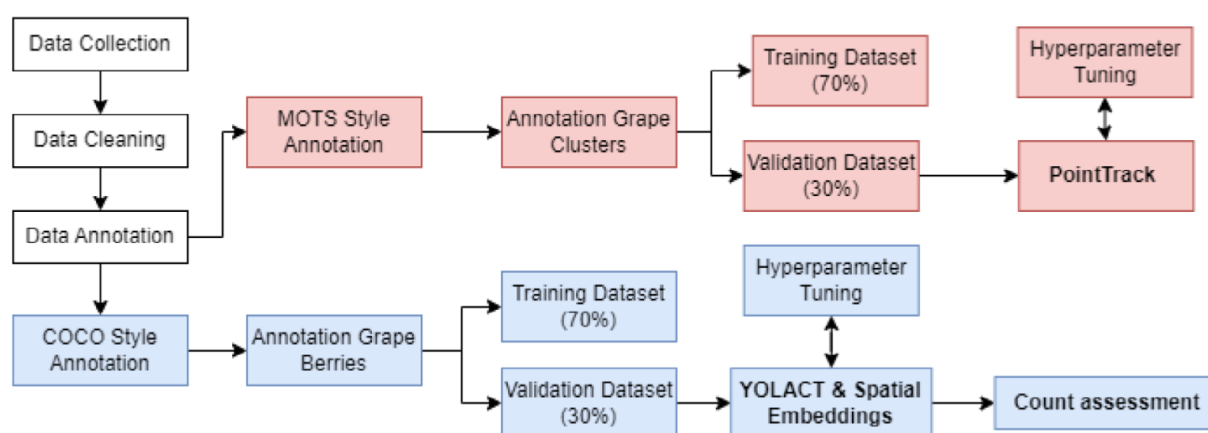 Data Collection
Data Cleaning
Data Annotation
MOTS Style
Annotation
Annotation Grape
Clusters
Training Dataset
(70%)
Validation Dataset
(30%)
Hyperparameter
Tuning
PointTrack
COCO Style
Annotation
Annotation Grape
Berries
Training Dataset
(70%)
Validation Dataset
(30%)
Hyperparameter
Tuning
YOLACT & Spatial
Embeddings
Count assessment